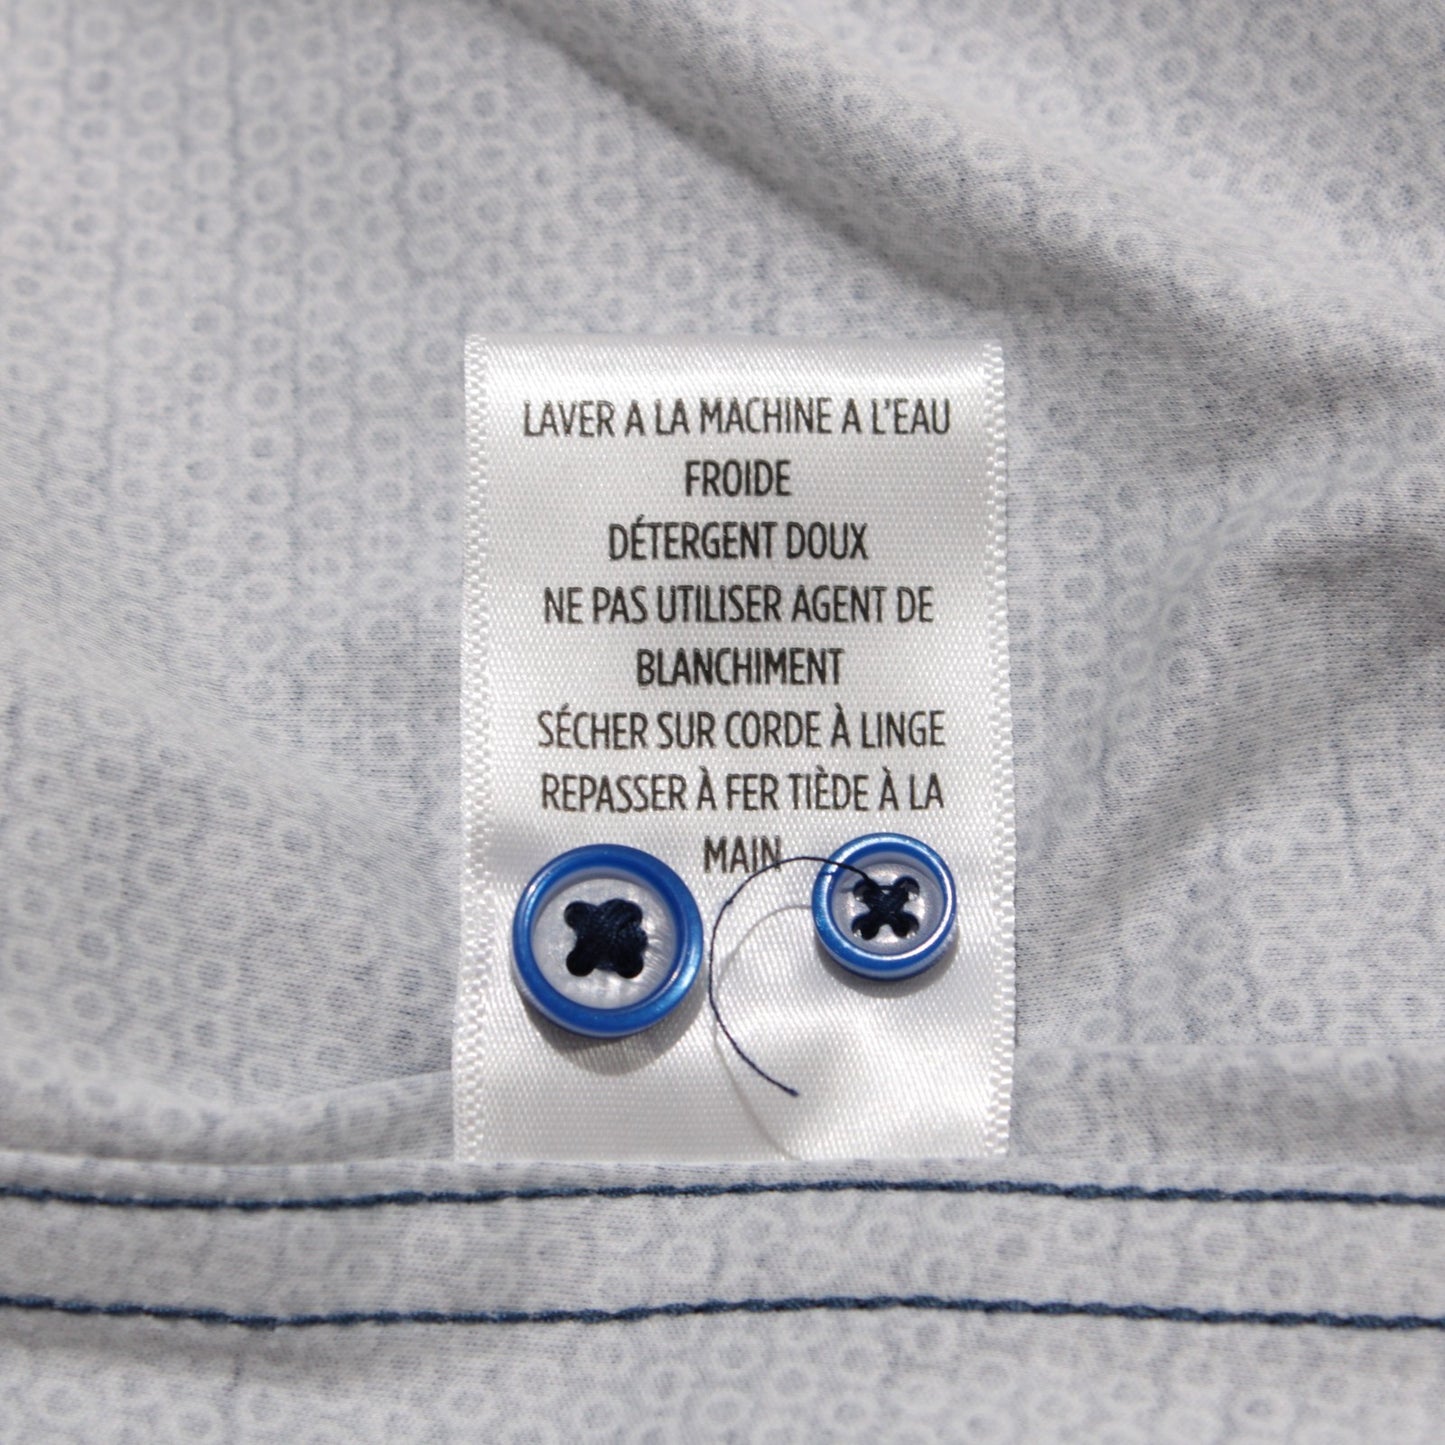 LAVER A LA MACHINE A L'EAU
FROIDE
DÉTERGENT DOUX
NE PAS UTILISER AGENT DE
BLANCHIMENT
SÉCHER SUR CORDE À LINGE
REPASSER À FER TIÈDE À LA
MAIN